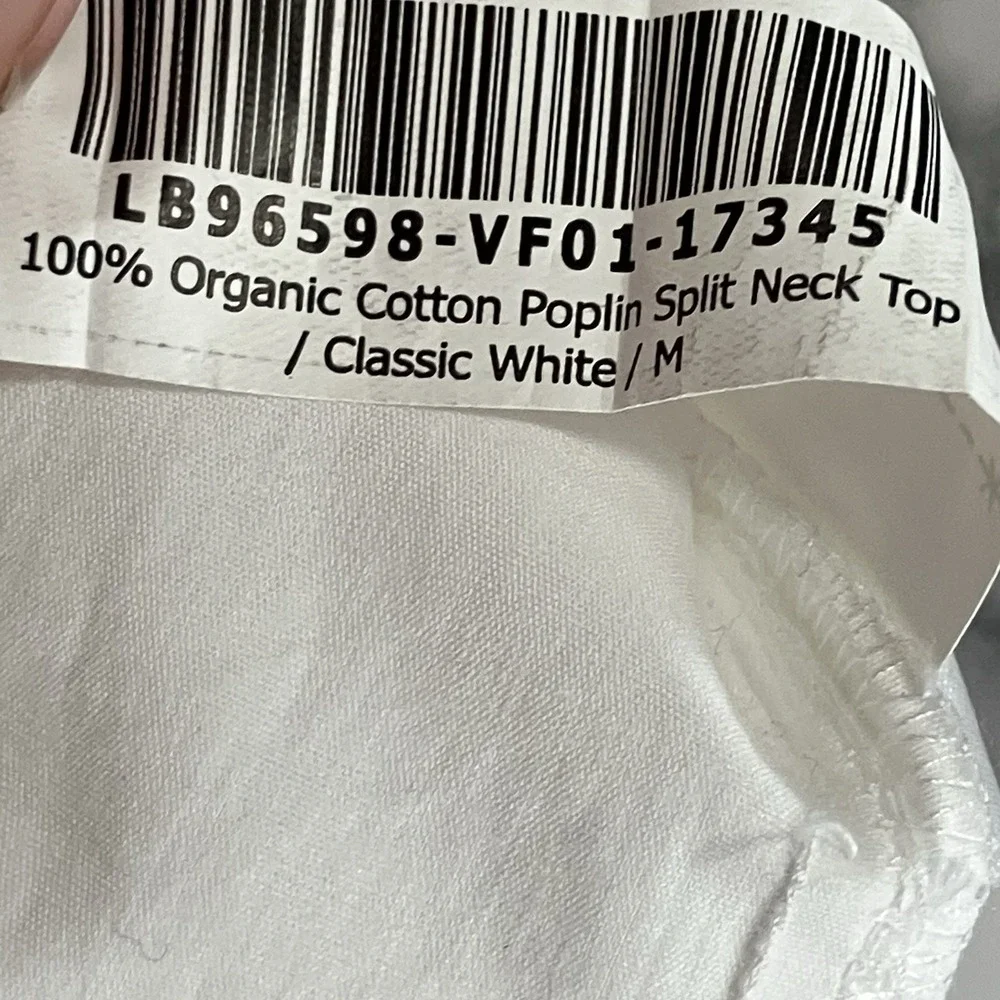 LB96598-VF01-17345
100% Organic Cotton Poplin Split Neck Top
/ Classic White / M